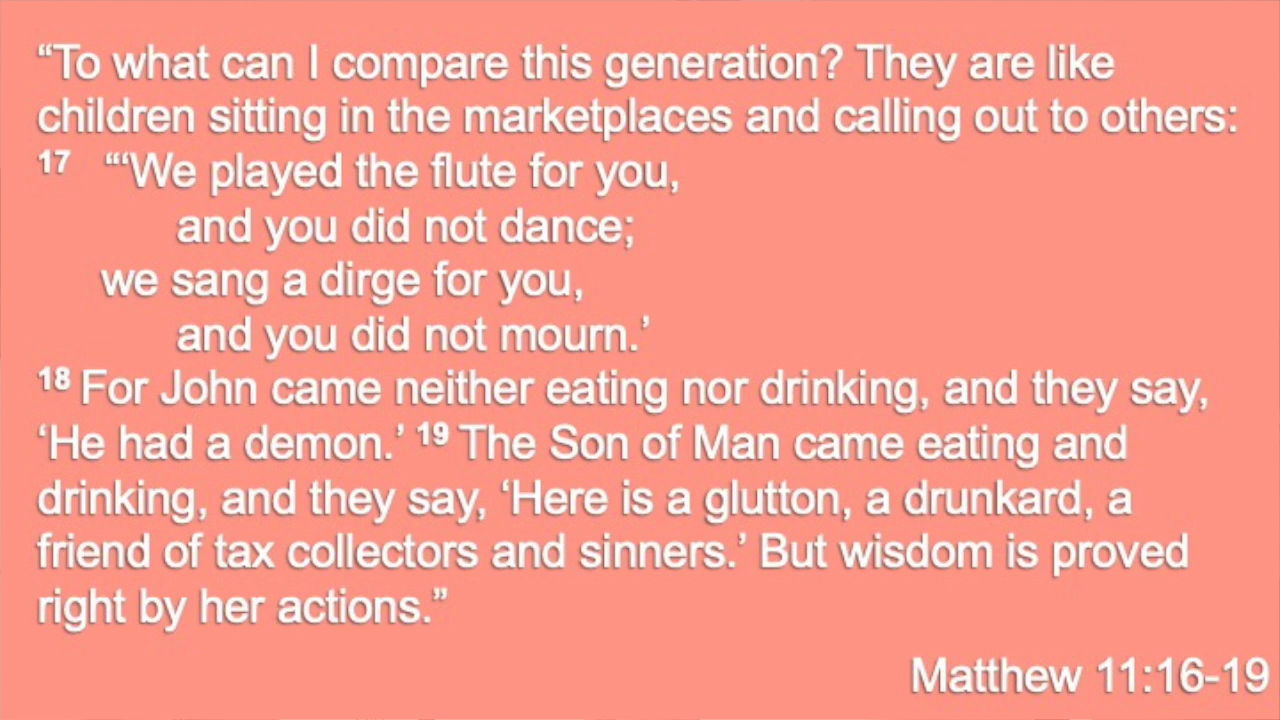 “To what can I compare this generation? They are like
children sitting in the marketplaces and calling out to others:
17 “‘We played the flute for you,
and you did not dance;
we sang a dirge for you,
and you did not mourn.’
18 For John came neither eating nor drinking, and they say,
‘He had a demon.’ 19 The Son of Man came eating and
drinking, and they say, ‘Here is a glutton, a drunkard, a
friend of tax collectors and sinners.’ But wisdom is proved
right by her actions.”
Matthew 11:16-19